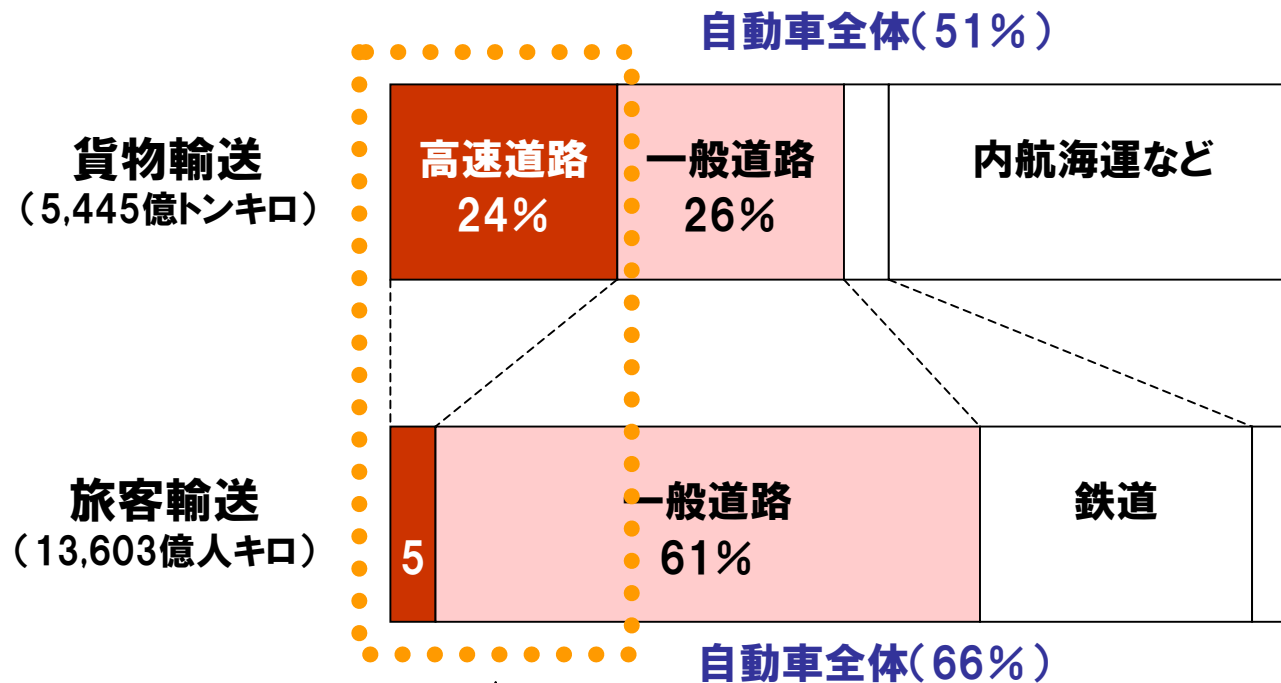 自動車全体(51%)
貨物輸送
(5,445億トンキロ)
高速道路
24%
一般道路
26%
内航海運など
旅客輸送
(13,603億人キロ)
5
一般道路
61%
鉄道
自動車全体(66%)